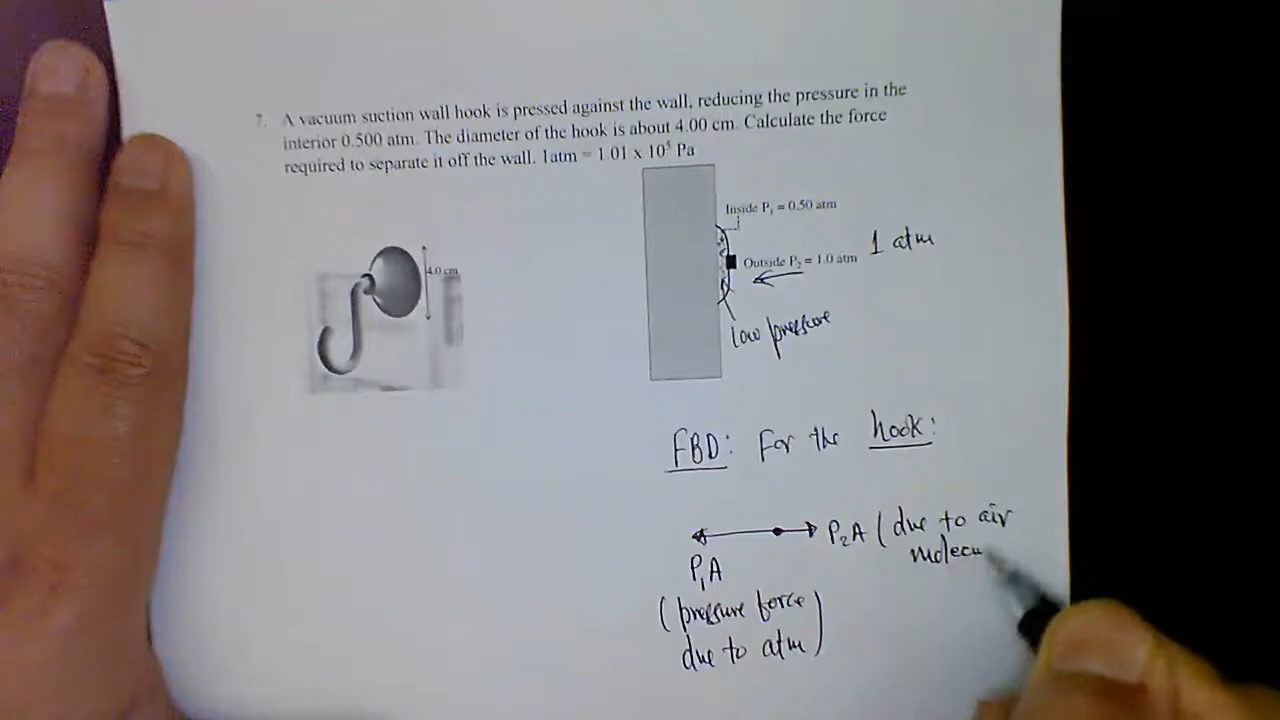 7. A vacuum suction wall hook is pressed against the wall, reducing the pressure in the
interior 0.500 atm. The diameter of the hook is about 4.00 cm. Calculate the force
required to separate it off the wall. 1atm = 1.01 x 10⁵ Pa
Inside P₁ = 0.50 atm
1 atm
Outside P₂ = 1.0 atm
4.0 cm
low pressure
FBD: For the hook:
P₂A (due to air
molecu
P₁A
(pressure force
due to atm)